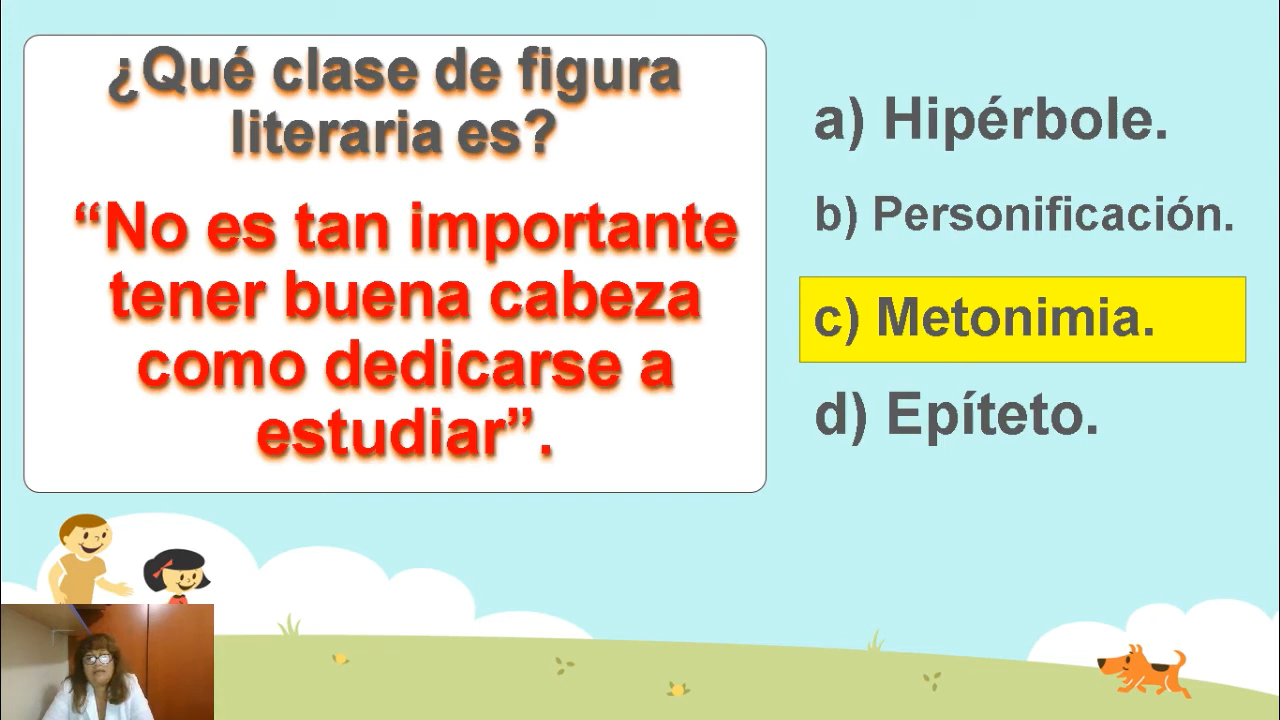 ¿Qué clase de figura
literaria es?
“No es tan importante
tener buena cabeza
como dedicarse a
estudiar”.
a) Hipérbole.
b) Personificación.
c) Metonimia.
d) Epíteto.